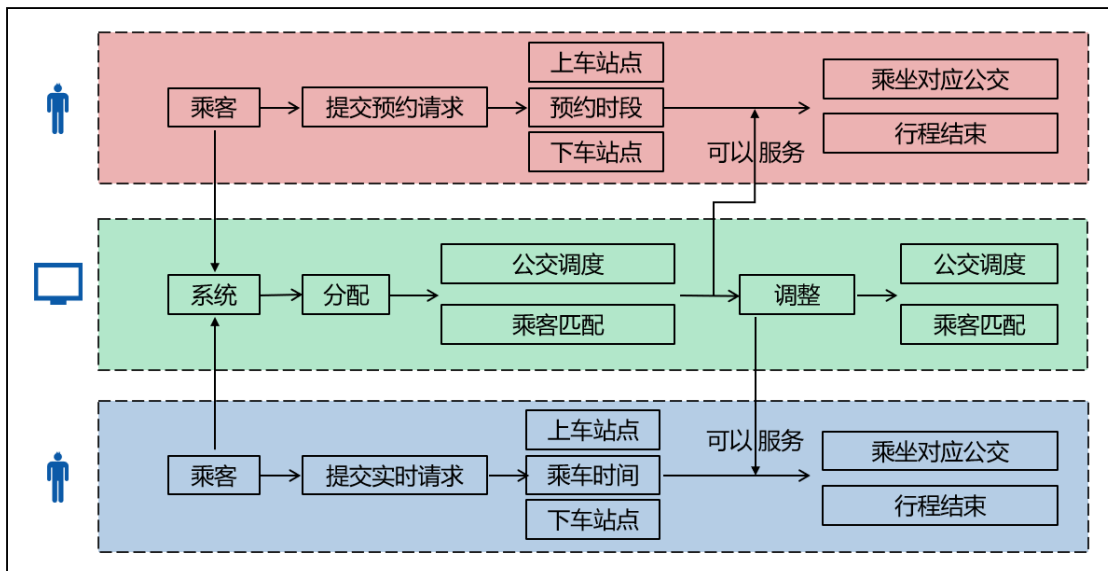 上车站点
乘客
提交预约请求
预约时段
下车站点
可以 服务
乘坐对应公交
行程结束
系统
分配
公交调度
乘客匹配
调整
公交调度
乘客匹配
上车站点
乘客
提交实时请求
乘车时间
下车站点
可以 服务
乘坐对应公交
行程结束